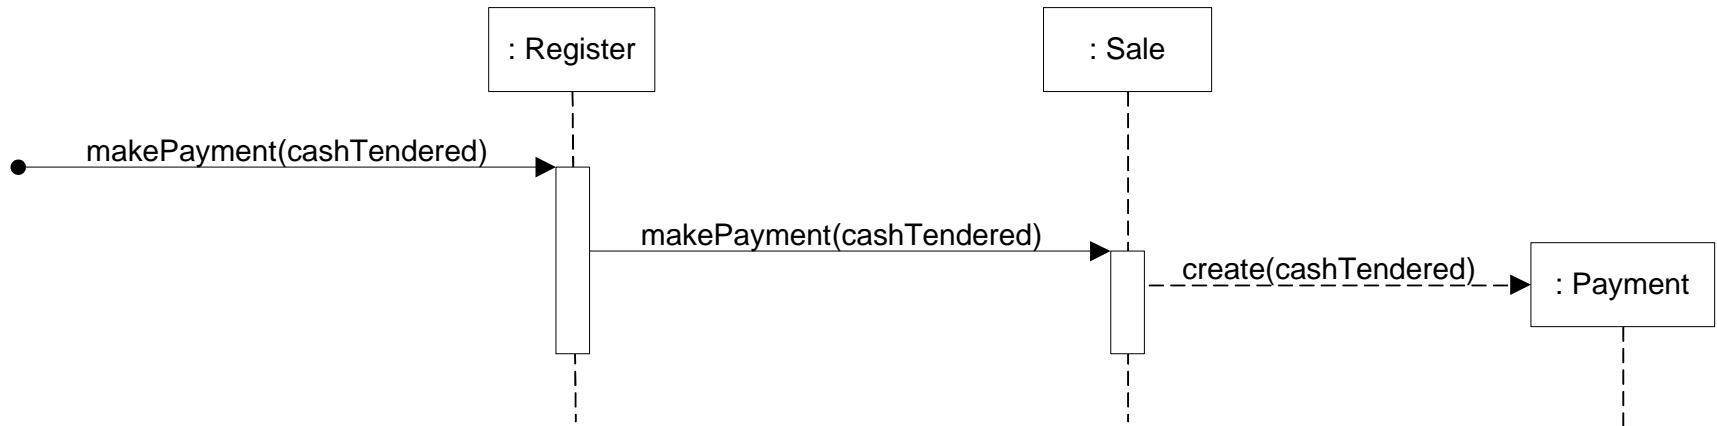 : Register
: Sale
makePayment(cashTendered)
makePayment(cashTendered)
create(cashTendered)
: Payment